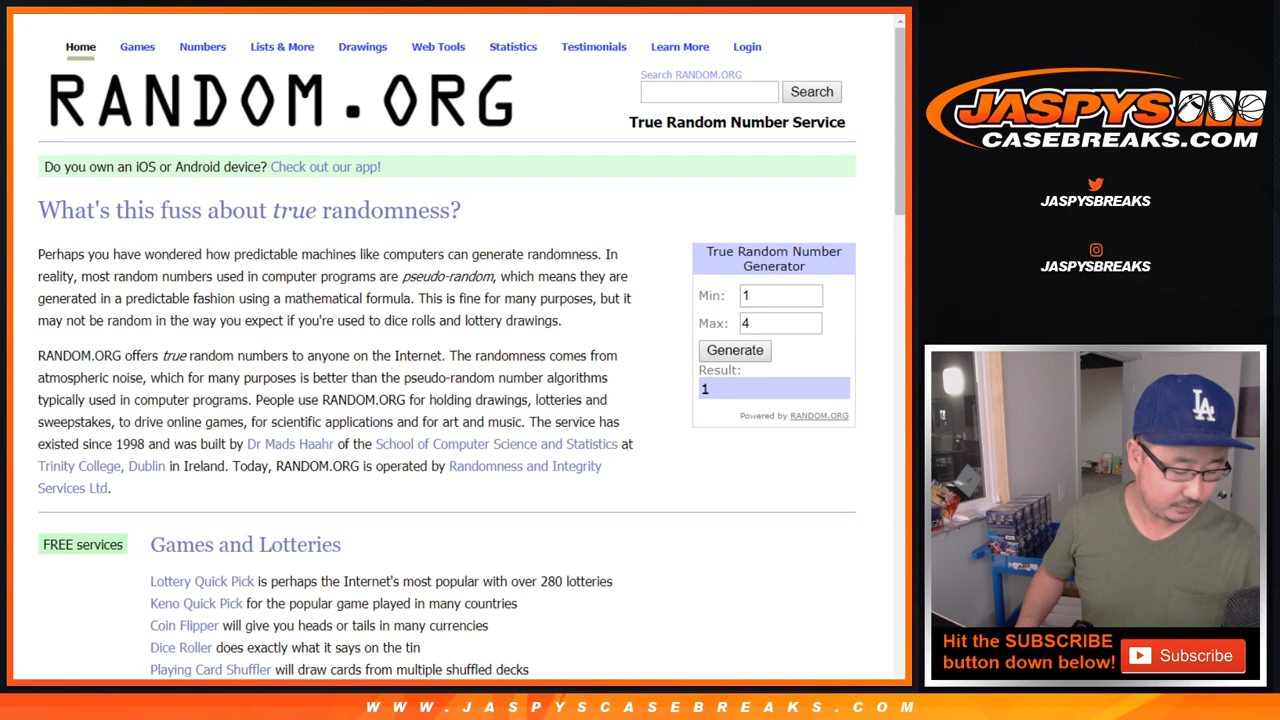 Home Games Numbers Lists & More Drawings Web Tools Statistics Testimonials Learn More Login
RANDOM.ORG
Search RANDOM.ORG
Search
True Random Number Service
Do you own an iOS or Android device? Check out our app!
What's this fuss about true randomness?
Perhaps you have wondered how predictable machines like computers can generate randomness. In
reality, most random numbers used in computer programs are pseudo-random, which means they are
generated in a predictable fashion using a mathematical formula. This is fine for many purposes, but it
may not be random in the way you expect if you're used to dice rolls and lottery drawings.
RANDOM.ORG offers true random numbers to anyone on the Internet. The randomness comes from
atmospheric noise, which for many purposes is better than the pseudo-random number algorithms
typically used in computer programs. People use RANDOM.ORG for holding drawings, lotteries and
sweepstakes, to drive online games, for scientific applications and for art and music. The service has
existed since 1998 and was built by Dr Mads Haahr of the School of Computer Science and Statistics at
Trinity College, Dublin in Ireland. Today, RANDOM.ORG is operated by Randomness and Integrity
Services Ltd.
True Random Number
Generator
Min: 1
Max: 4
Generate
Result:
1
Powered by RANDOM.ORG
FREE services
Games and Lotteries
Lottery Quick Pick is perhaps the Internet's most popular with over 280 lotteries
Keno Quick Pick for the popular game played in many countries
Coin Flipper will give you heads or tails in many currencies
Dice Roller does exactly what it says on the tin
Playing Card Shuffler will draw cards from multiple shuffled decks
JASPYS
CASEBREAKS.COM
JASPYSBREAKS
JASPYSBREAKS
LA
Hit the SUBSCRIBE
button down below!
Subscribe
WWW.JASPYSCASEBREAKS.COM